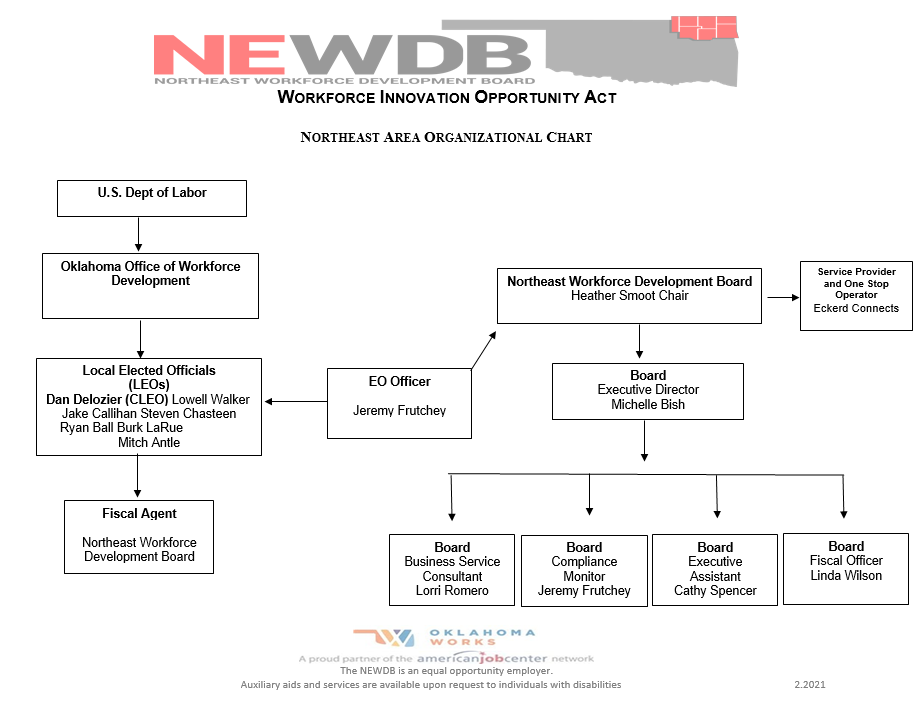 NEWDB
NORTHEAST WORKFORCE DEVELOPMENT BOARD
WORKFORCE INNOVATION OPPORTUNITY ACT
NORTHEAST AREA ORGANIZATIONAL CHART
U.S. Dept of Labor
Oklahoma Office of Workforce
Development
Local Elected Officials
(LEOs)
Dan Delozier (CLEO) Lowell Walker
Jake Callihan Steven Chasteen
Ryan Ball Burk LaRue
Mitch Antle
Fiscal Agent
Northeast Workforce
Development Board
EO Officer
Jeremy Frutchey
Northeast Workforce Development Board
Heather Smoot Chair
Service Provider
and One Stop
Operator
Eckerd Connects
Board
Executive Director
Michelle Bish
Board
Business Service
Consultant
Lorri Romero
Board
Compliance
Monitor
Jeremy Frutchey
Board
Executive
Assistant
Cathy Spencer
Board
Fiscal Officer
Linda Wilson
OKLAHOMA
WORKS
A proud partner of the americanjobcenter network
The NEWDB is an equal opportunity employer.
Auxiliary aids and services are available upon request to individuals with disabilities
2.2021